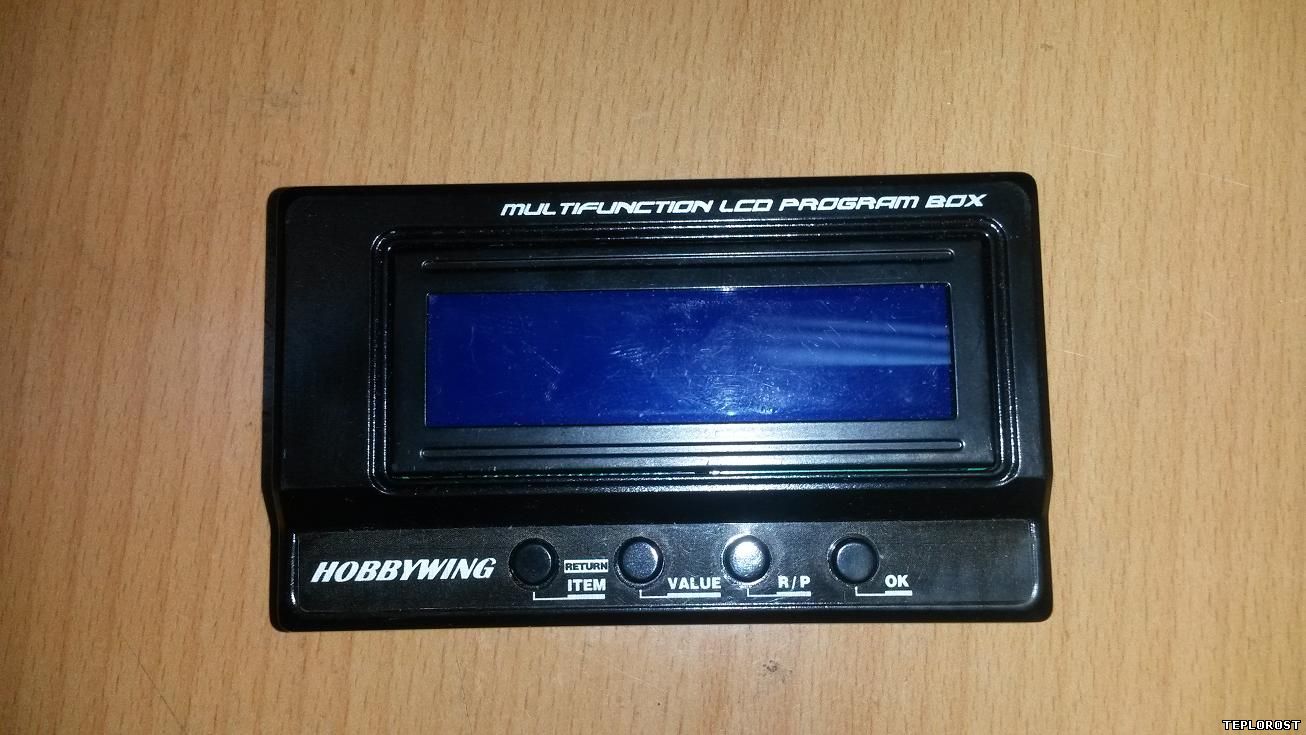 MULTIFUNCTION LCD PROGRAM BOX
HOBBYWING
RETURN
ITEM
VALUE
R/P
OK
TEPLOROST